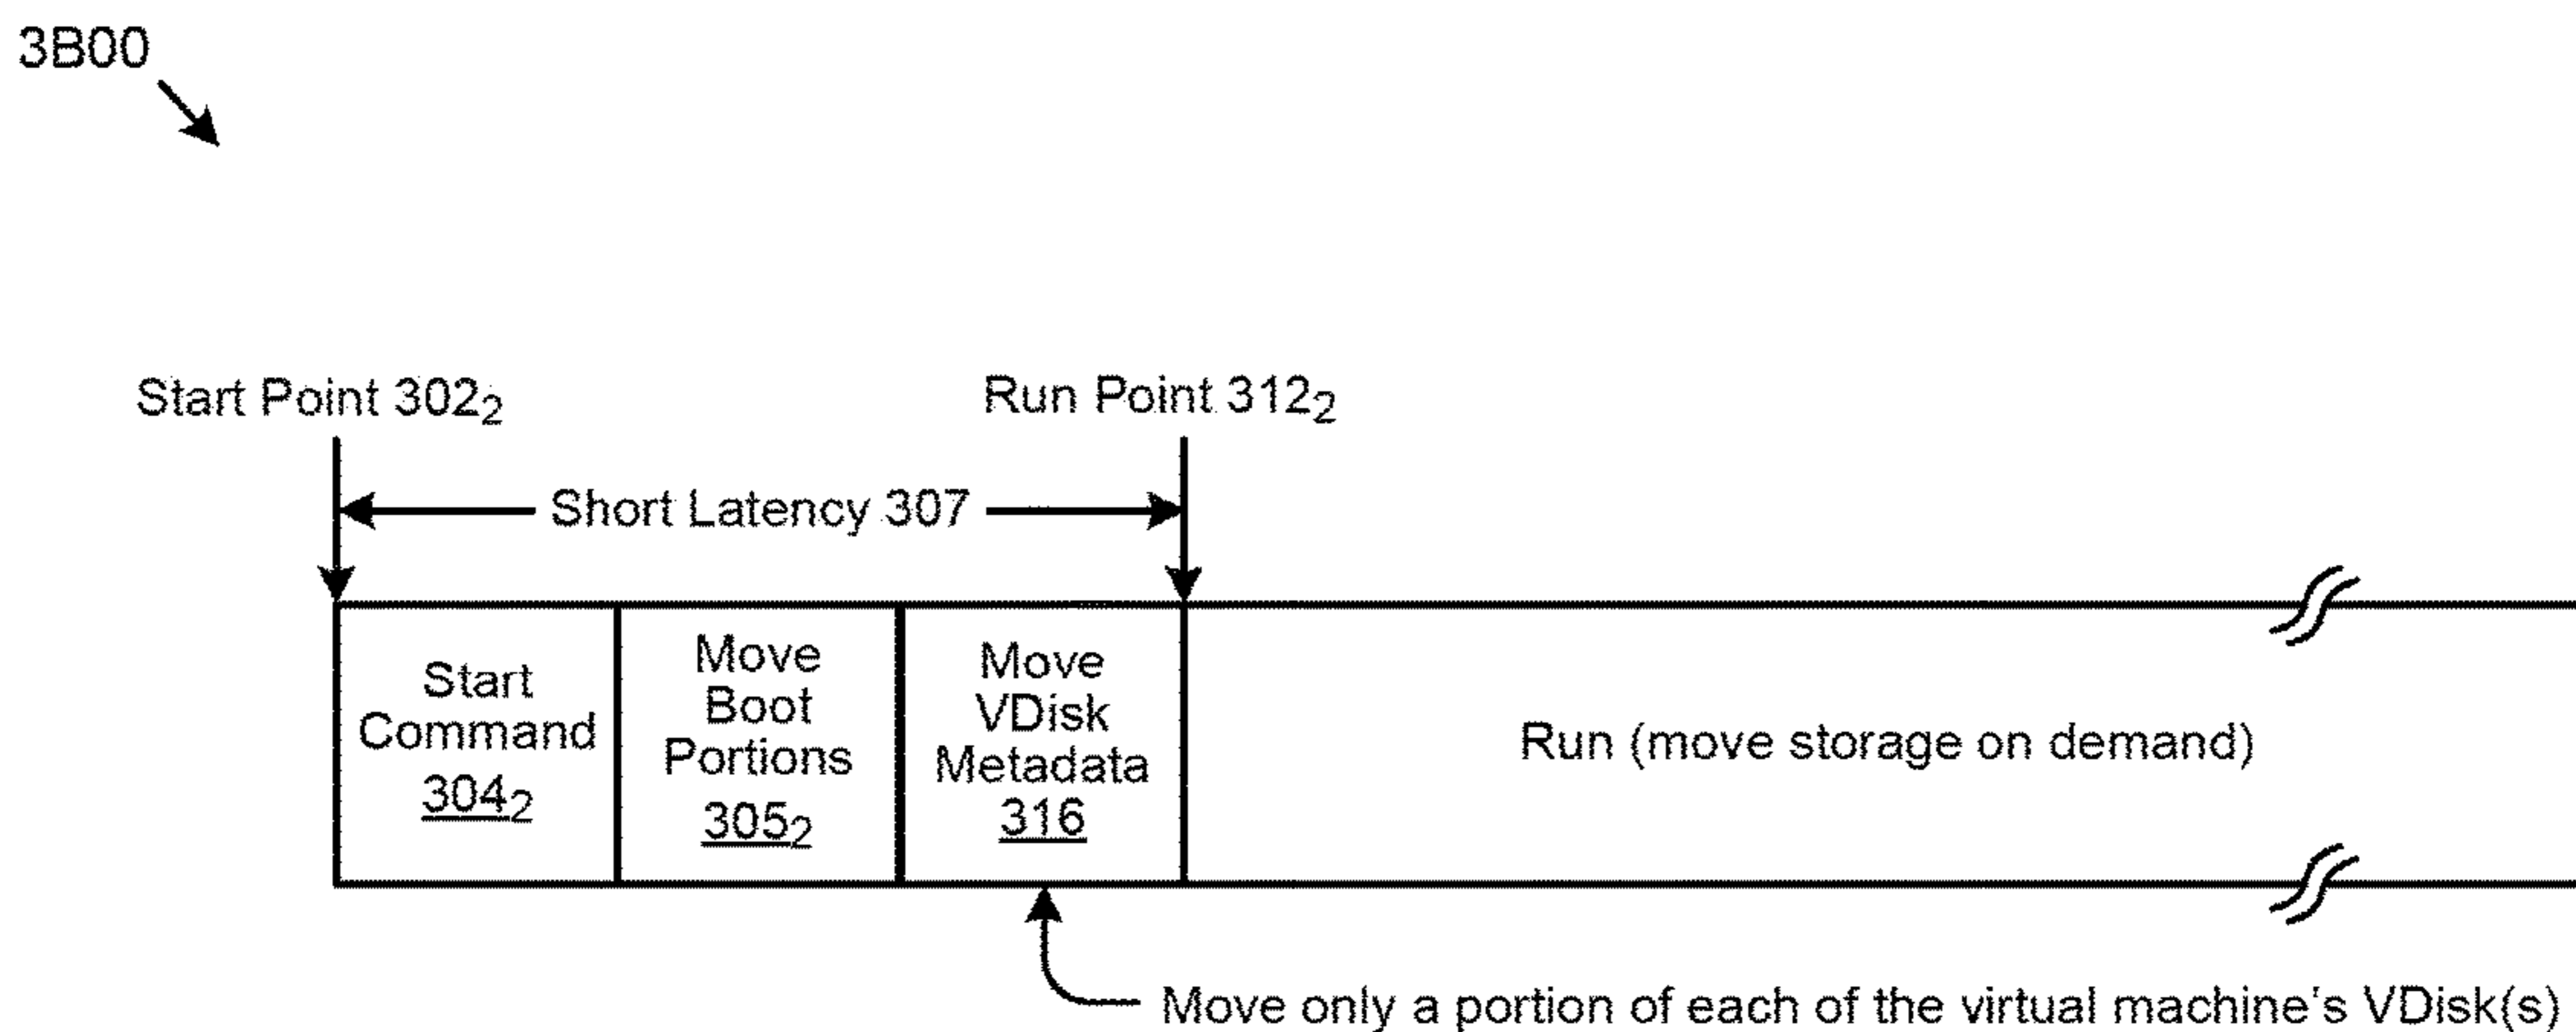 3B00
Start Point 302₂
Run Point 312₂
Short Latency 307
Start
Command
304₂
Move
Boot
Portions
305₂
Move
VDisk
Metadata
316
Run (move storage on demand)
Move only a portion of each of the virtual machine's VDisk(s)